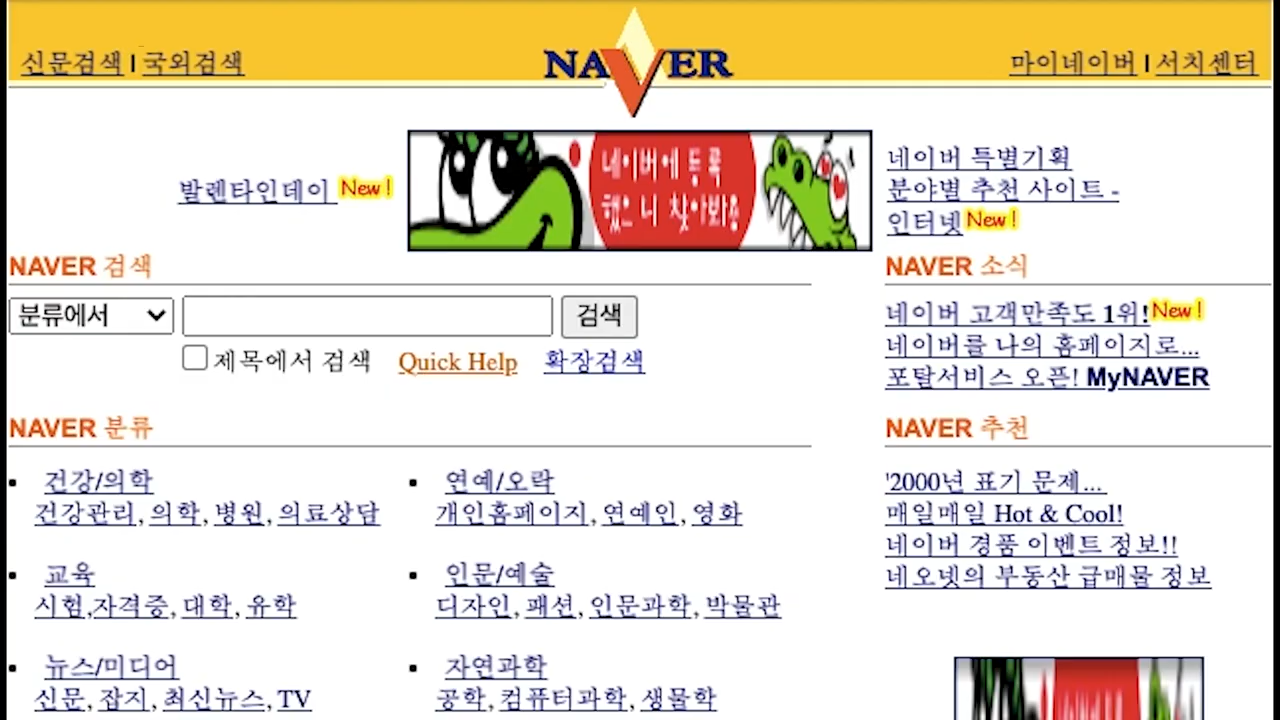 신문검색 | 국외검색
NAVER
마이네이버 | 서치센터
발렌타인데이 New!
네이버에 등록
했으니 찾아봐용
네이버 특별기획
분야별 추천 사이트 -
인터넷 New!
NAVER 검색
분류에서
검색
제목에서 검색 Quick Help 확장검색
NAVER 소식
네이버 고객만족도 1위! New!
네이버를 나의 홈페이지로...
포탈서비스 오픈! MyNAVER
NAVER 분류
건강/의학
건강관리, 의학, 병원, 의료상담
연예/오락
개인홈페이지, 연예인, 영화
교육
시험,자격증, 대학, 유학
인문/예술
디자인, 패션, 인문과학, 박물관
뉴스/미디어
신문, 잡지, 최신뉴스, TV
자연과학
공학, 컴퓨터과학, 생물학
NAVER 추천
'2000년 표기 문제...
매일매일 Hot & Cool!
네이버 경품 이벤트 정보!!
네오넷의 부동산 급매물 정보